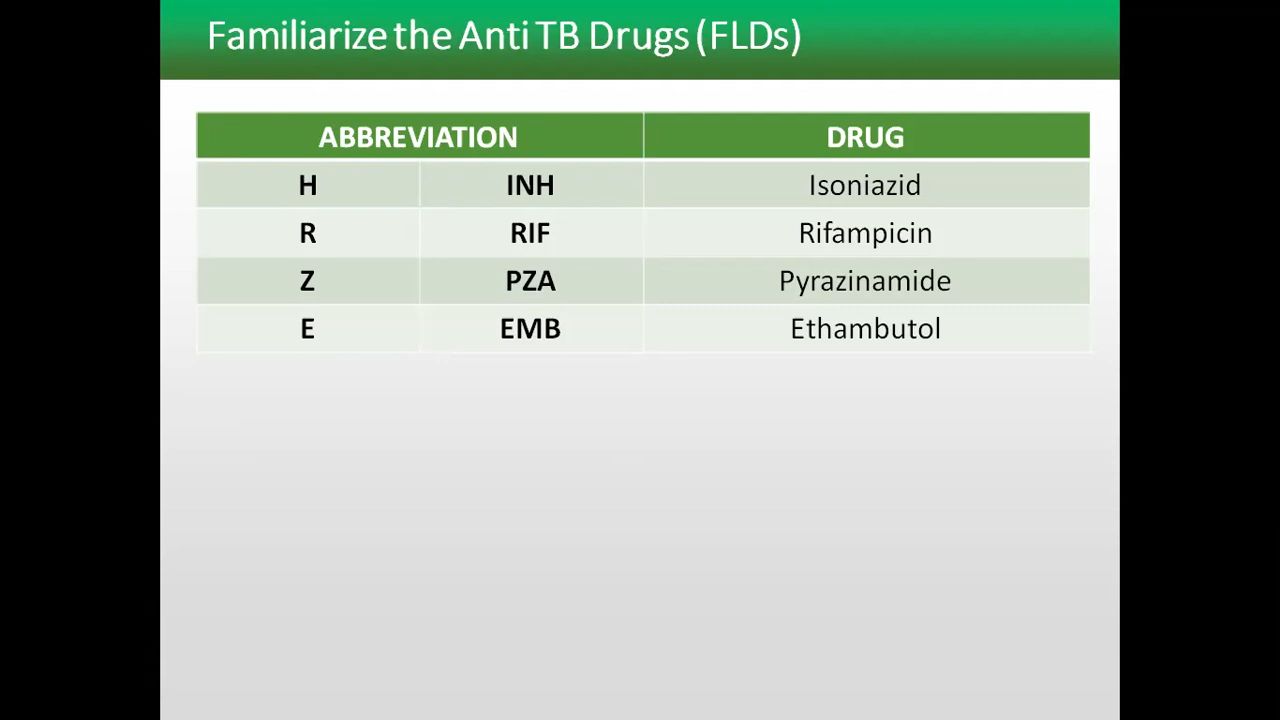 Familiarize the Anti TB Drugs (FLDs)
ABBREVIATION DRUG
H INH Isoniazid
R RIF Rifampicin
Z PZA Pyrazinamide
E EMB Ethambutol